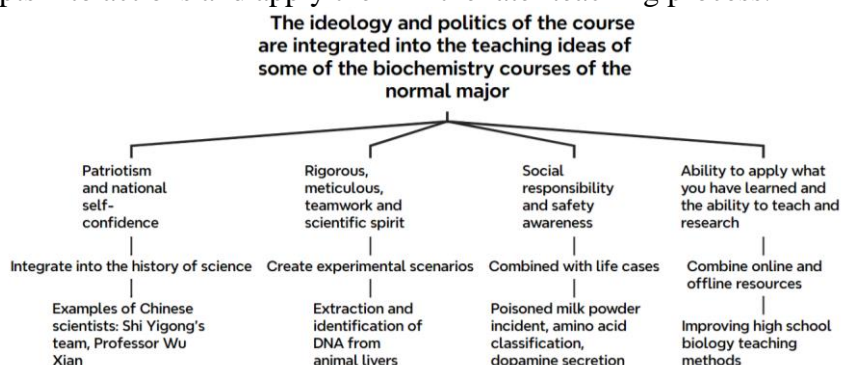 The ideology and politics of the course
are integrated into the teaching ideas of
some of the biochemistry courses of the
normal major
Patriotism
and national
self-
confidence
Rigorous,
meticulous,
teamwork and
scientific spirit
Social
responsibility
and safety
awareness
Ability to apply what
you have learned and
the ability to teach and
research
Integrate into the history of science
Create experimental scenarios
Combined with life cases
Combine online and
offline resources
Examples of Chinese
scientists: Shi Yigong's
team, Professor Wu
Xian
Extraction and
identification of
DNA from
animal livers
Poisoned milk powder
incident, amino acid
classification,
dopamine secretion
Improving high school
biology teaching
methods